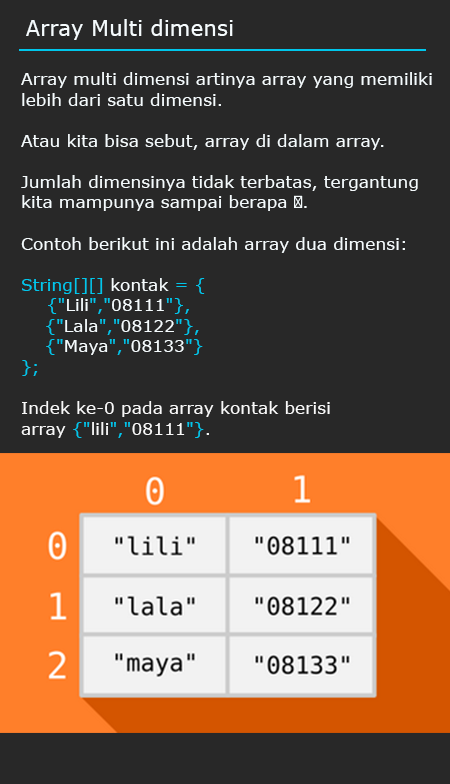 Array Multi dimensi
Array multi dimensi artinya array yang memiliki
lebih dari satu dimensi.
Atau kita bisa sebut, array di dalam array.
Jumlah dimensinya tidak terbatas, tergantung
kita mampunya sampai berapa .
Contoh berikut ini adalah array dua dimensi:
String[][] kontak = {
{"Lili","08111"},
{"Lala","08122"},
{"Maya","08133"}
};
Indek ke-0 pada array kontak berisi
array {"lili","08111"}.
0 1
0 "lili" "08111"
1 "lala" "08122"
2 "maya" "08133"